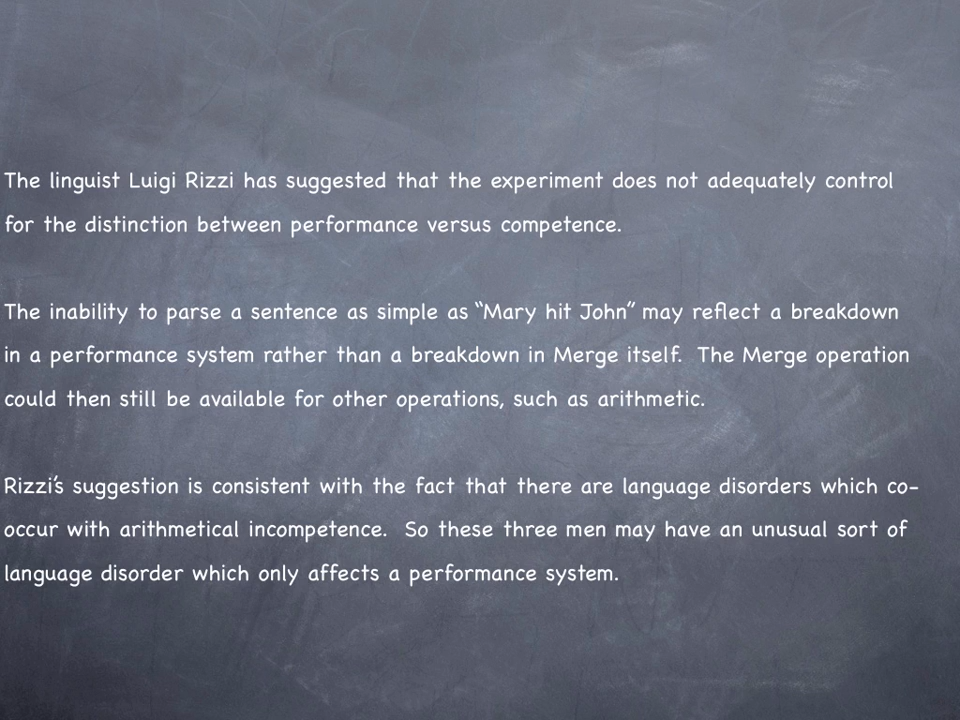 The linguist Luigi Rizzi has suggested that the experiment does not adequately control
for the distinction between performance versus competence.
The inability to parse a sentence as simple as “Mary hit John” may reflect a breakdown
in a performance system rather than a breakdown in Merge itself.  The Merge operation
could then still be available for other operations, such as arithmetic.
Rizzi’s suggestion is consistent with the fact that there are language disorders which co-
occur with arithmetical incompetence.  So these three men may have an unusual sort of
language disorder which only affects a performance system.